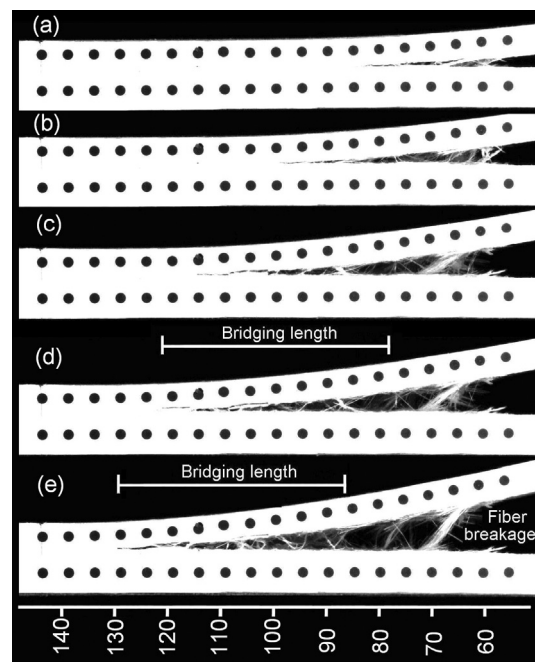 (a)
(b)
(c)
Bridging length
(d)
Bridging length
(e)
Fiber
breakage
140 130 120 110 100 90 80 70 60